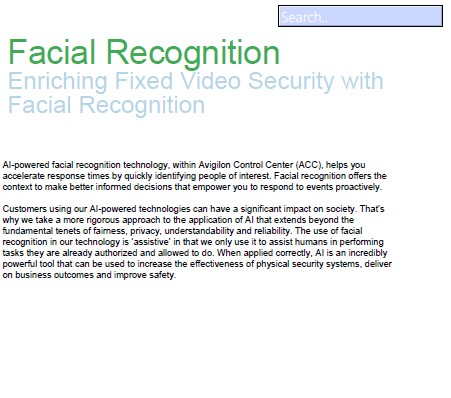 Search..
Facial Recognition
Enriching Fixed Video Security with
Facial Recognition
AI-powered facial recognition technology, within Avigilon Control Center (ACC), helps you
accelerate response times by quickly identifying people of interest. Facial recognition offers the
context to make better informed decisions that empower you to respond to events proactively.
Customers using our AI-powered technologies can have a significant impact on society. That's
why we take a more rigorous approach to the application of AI that extends beyond the
fundamental tenets of fairness, privacy, understandability and reliability. The use of facial
recognition in our technology is 'assistive' in that we only use it to assist humans in performing
tasks they are already authorized and allowed to do. When applied correctly, AI is an incredibly
powerful tool that can be used to increase the effectiveness of physical security systems, deliver
on business outcomes and improve safety.